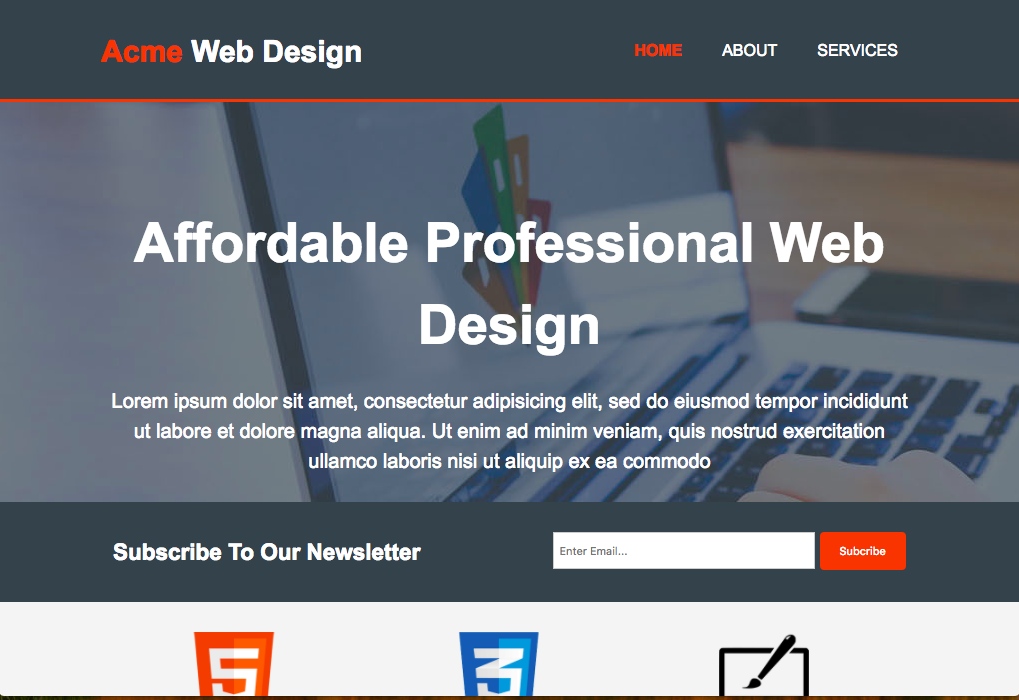 Acme Web Design
HOME ABOUT SERVICES
Affordable Professional Web
Design
Lorem ipsum dolor sit amet, consectetur adipisicing elit, sed do eiusmod tempor incididunt
ut labore et dolore magna aliqua. Ut enim ad minim veniam, quis nostrud exercitation
ullamco laboris nisi ut aliquip ex ea commodo
Subscribe To Our Newsletter
Enter Email...
Subcribe